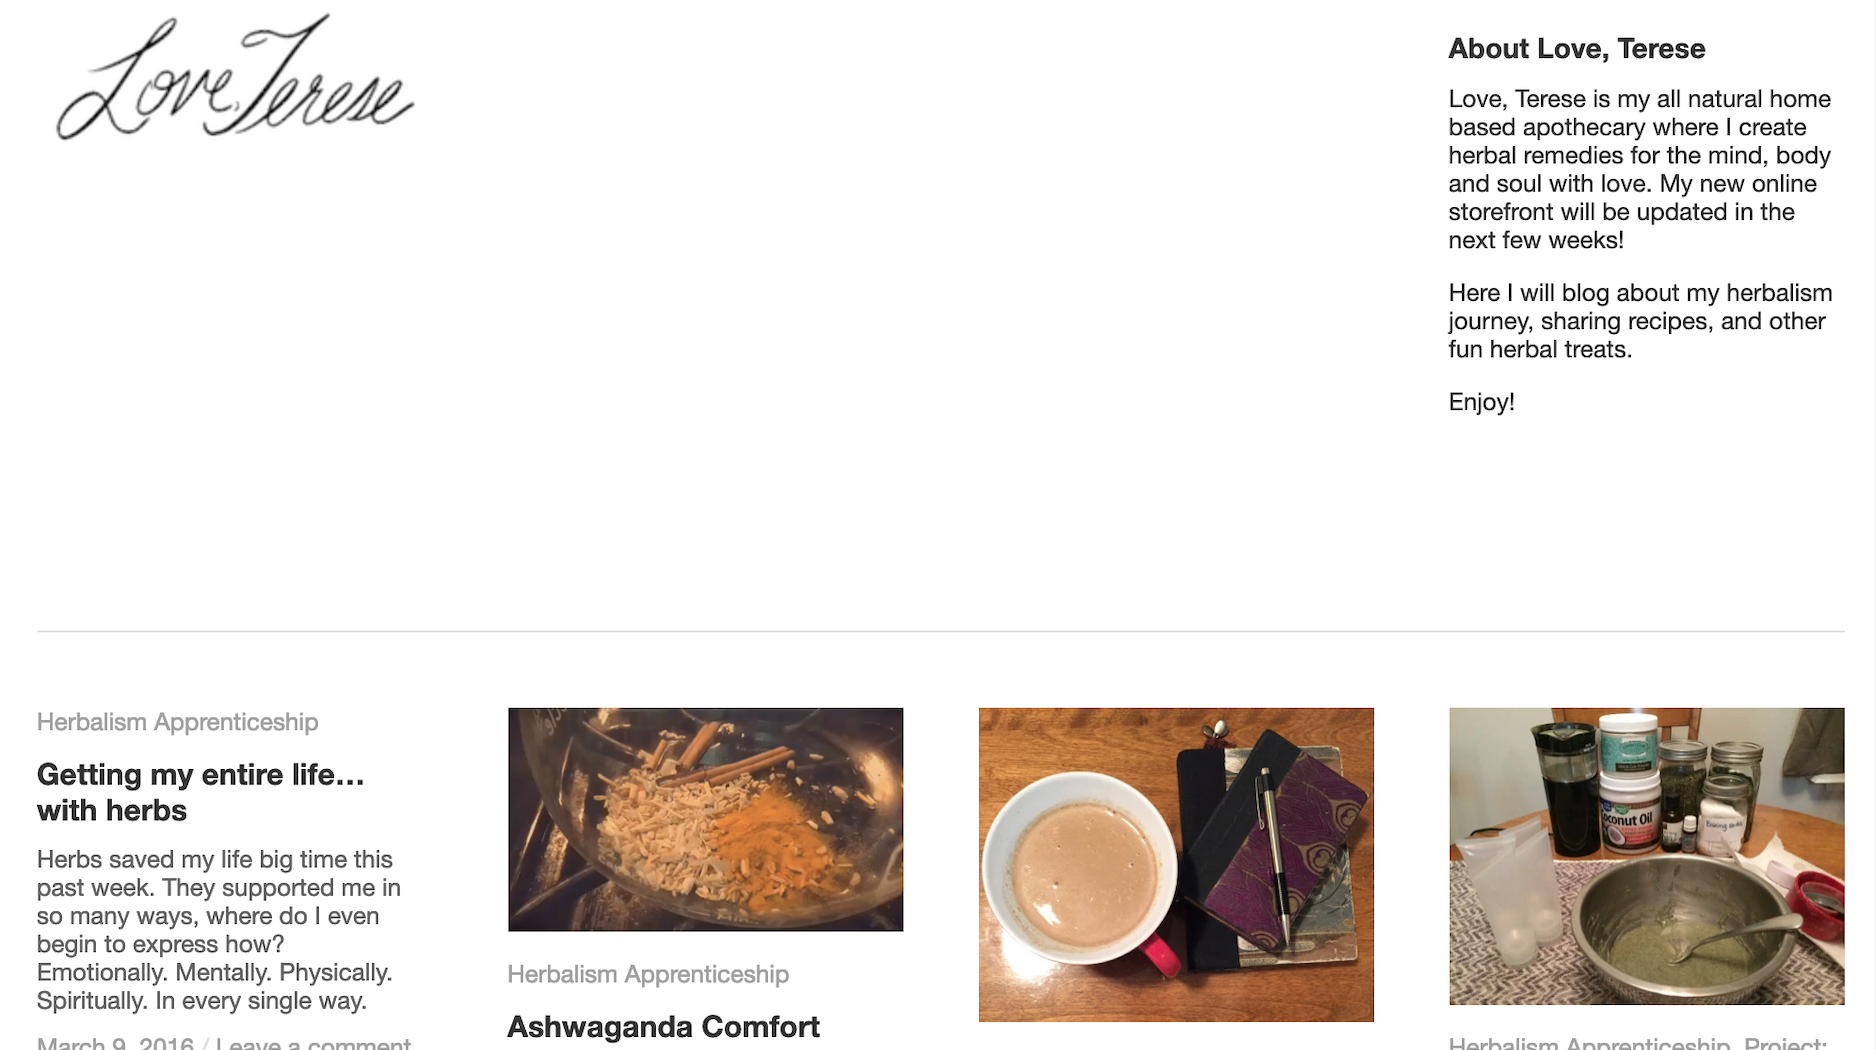 Love, Terese
About Love, Terese
Love, Terese is my all natural home
based apothecary where I create
herbal remedies for the mind, body
and soul with love. My new online
storefront will be updated in the
next few weeks!
Here I will blog about my herbalism
journey, sharing recipes, and other
fun herbal treats.
Enjoy!
Herbalism Apprenticeship
Getting my entire life…
with herbs
Herbs saved my life big time this
past week. They supported me in
so many ways, where do I even
begin to express how?
Emotionally. Mentally. Physically.
Spiritually. In every single way.
March 9, 2016 / Leave a comment
Herbalism Apprenticeship
Ashwaganda Comfort
Coconut Oil
Baking soda
Herbalism Apprenticeship, Project: